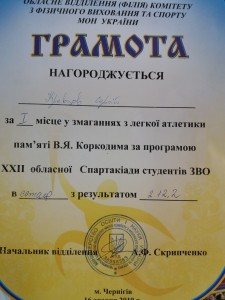 ОБЛАСНЕ ВІДДІЛЕННЯ (ФІЛІЯ) КОМІТЕТУ
З ФІЗИЧНОГО ВИХОВАННЯ ТА СПОРТУ
МОН УКРАЇНИ
ГРАМОТА
НАГОРОДЖУЄТЬСЯ
за I місце у змаганнях з легкої атлетики
пам'яті В.Я. Коркодима за програмою
XXII обласної Спартакіади студентів ЗВО
в з результатом 2.12,2
Начальник відділення А.Ф. Скрипченко
м. Чернігів